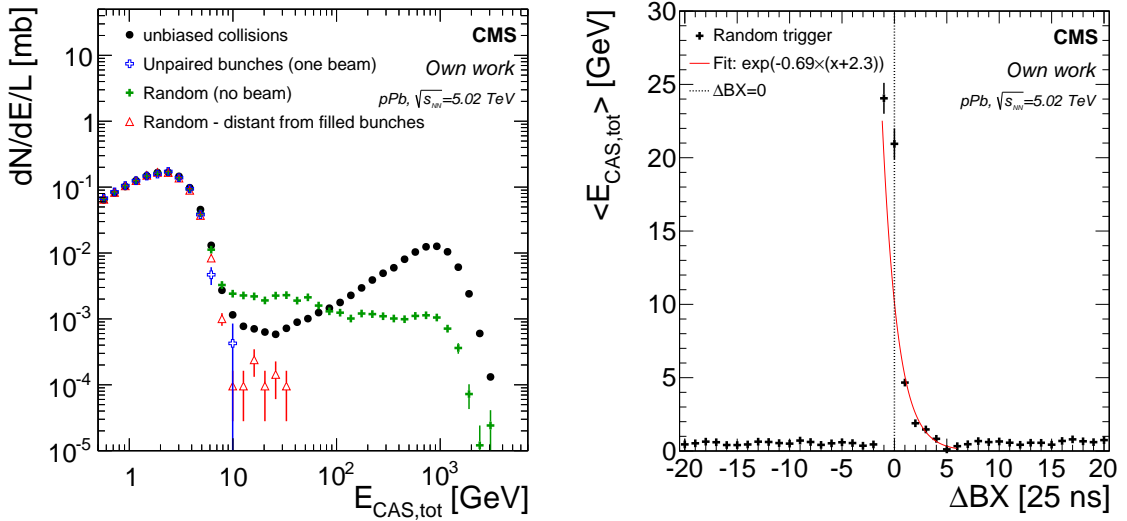 dN/dE/L [mb]
10
1
10⁻¹
10⁻²
10⁻³
10⁻⁴
10⁻⁵
unbiased collisions
Unpaired bunches (one beam)
Random (no beam)
Random - distant from filled bunches
CMS
Own work
pPb, √s_NN=5.02 TeV
1 10 10² 10³
E_CAS,tot [GeV]
<E_CAS,tot> [GeV]
30
25
20
15
10
5
0
Random trigger
Fit: exp(-0.69×(x+2.3))
ΔBX=0
CMS
Own work
pPb, √s_NN=5.02 TeV
-20 -15 -10 -5 0 5 10 15 20
ΔBX [25 ns]